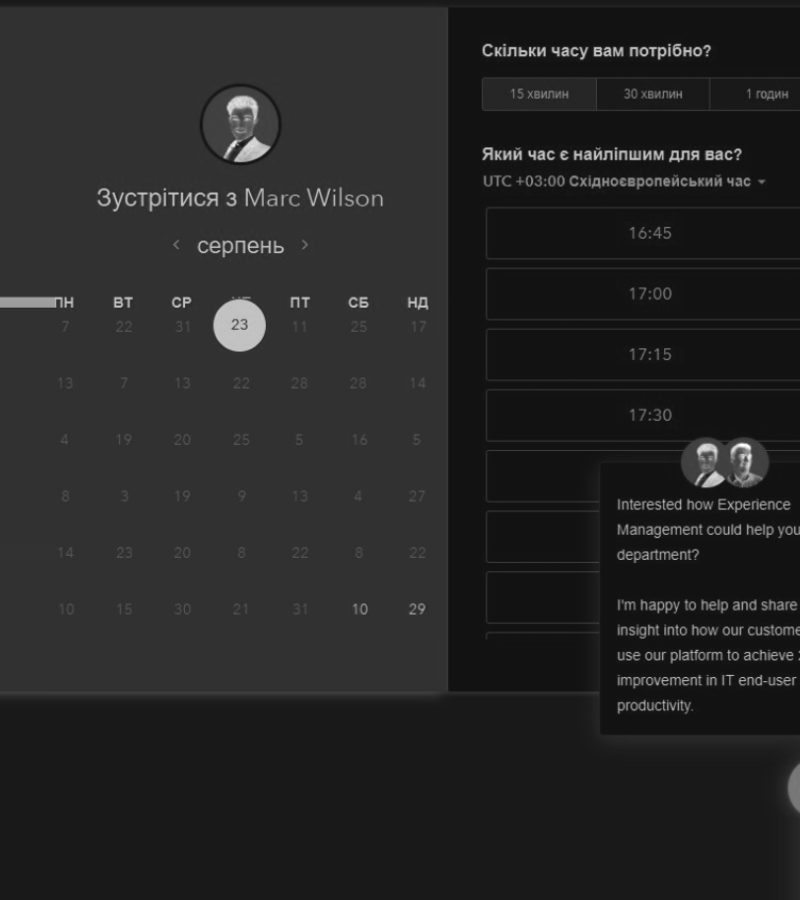 Зустрітися з Marc Wilson
серпень
ПН ВТ СР ПТ СБ НД
7 22 31 23 11 25 17
13 7 13 22 28 28 14
4 19 20 25 5 16 5
8 3 19 9 13 4 27
14 23 20 8 22 8 22
10 15 30 21 31 10 29
Скільки часу вам потрібно?
15 хвилин 30 хвилин 1 годин
Який час є найліпшим для вас?
UTC +03:00 Східноєвропейський час
16:45
17:00
17:15
17:30
Interested how Experience
Management could help you
department?
I'm happy to help and share
insight into how our custome
use our platform to achieve
improvement in IT end-user
productivity.